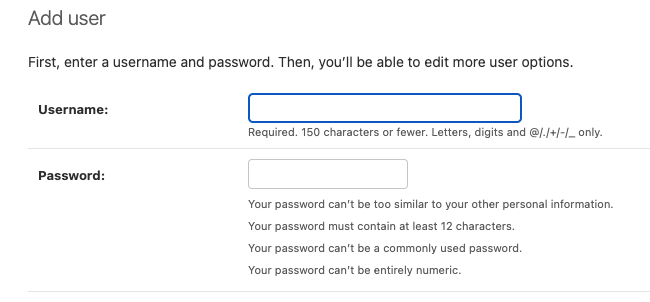 Add user
First, enter a username and password. Then, you'll be able to edit more user options.
Username:
Required. 150 characters or fewer. Letters, digits and @/./+/-/_ only.
Password:
Your password can't be too similar to your other personal information.
Your password must contain at least 12 characters.
Your password can't be a commonly used password.
Your password can't be entirely numeric.